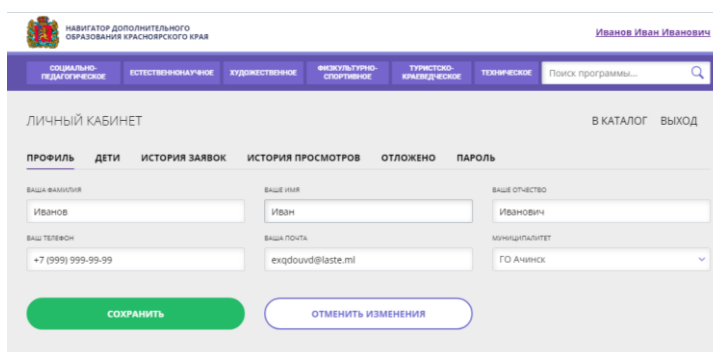 НАВИГАТОР ДОПОЛНИТЕЛЬНОГО
ОБРАЗОВАНИЯ КРАСНОЯРСКОГО КРАЯ
Иванов Иван Иванович
СОЦИАЛЬНО-
ПЕДАГОГИЧЕСКОЕ
ЕСТЕСТВЕННОНАУЧНОЕ
ХУДОЖЕСТВЕННОЕ
ФИЗКУЛЬТУРНО-
СПОРТИВНОЕ
ТУРИСТСКО-
КРАЕВЕДЧЕСКОЕ
ТЕХНИЧЕСКОЕ
Поиск программы...
ЛИЧНЫЙ КАБИНЕТ
В КАТАЛОГ ВЫХОД
ПРОФИЛЬ ДЕТИ ИСТОРИЯ ЗАЯВОК ИСТОРИЯ ПРОСМОТРОВ ОТЛОЖЕНО ПАРОЛЬ
ВАША ФАМИЛИЯ ВАШЕ ИМЯ ВАШЕ ОТЧЕСТВО
Иванов Иван Иванович
ВАШ ТЕЛЕФОН ВАША ПОЧТА МУНИЦИПАЛИТЕТ
+7 (999) 999-99-99 exqdouvd@laste.ml ГО Ачинск
СОХРАНИТЬ ОТМЕНИТЬ ИЗМЕНЕНИЯ